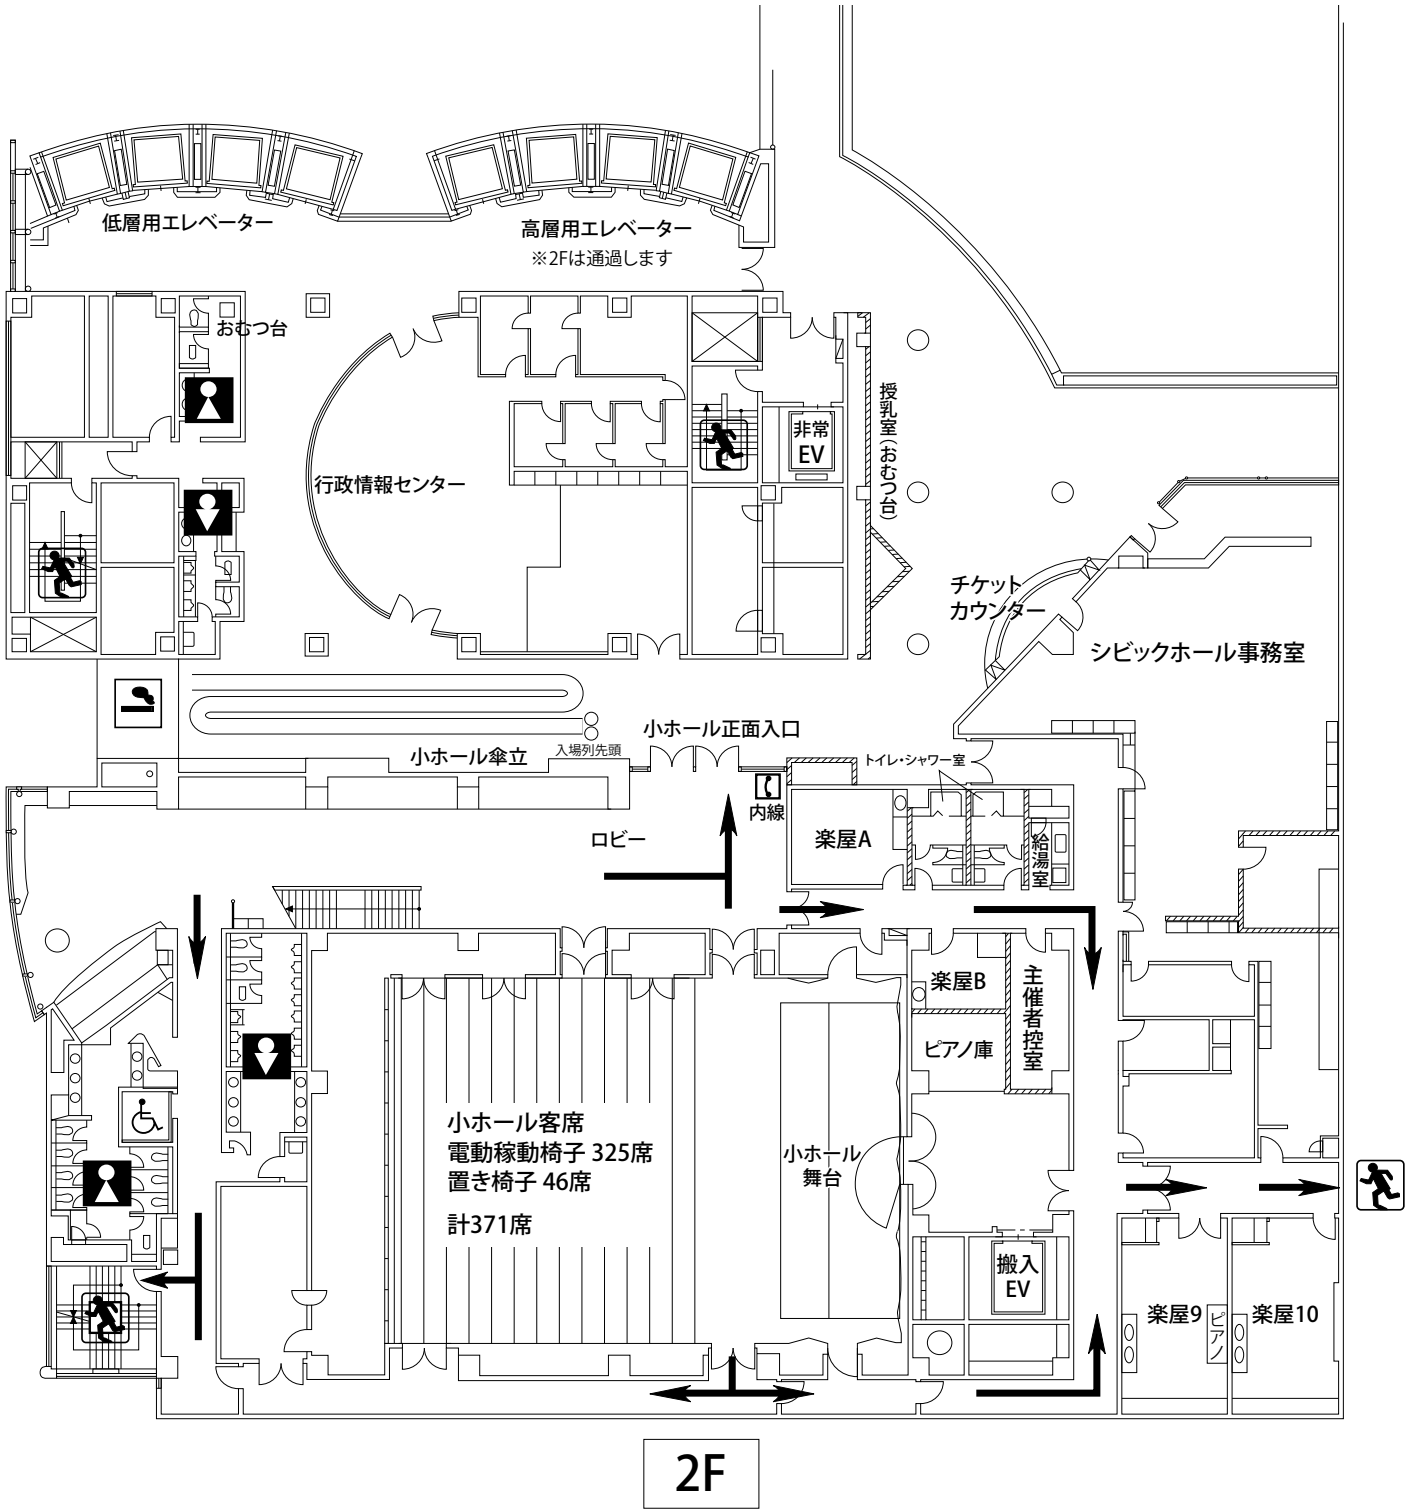 低層用エレベーター
高層用エレベーター
※2Fは通過します
おむつ台
非常
EV
授乳室（おむつ台）
行政情報センター
チケット
カウンター
シビックホール事務室
小ホール正面入口
入場列先頭
小ホール傘立
トイレ・シャワー室
内線
ロビー
楽屋A
給湯室
楽屋B
主催者控室
ピアノ庫
小ホール客席
電動稼動椅子 325席
置き椅子 46席
計371席
小ホール
舞台
搬入
EV
楽屋9
ピアノ
楽屋10
2F